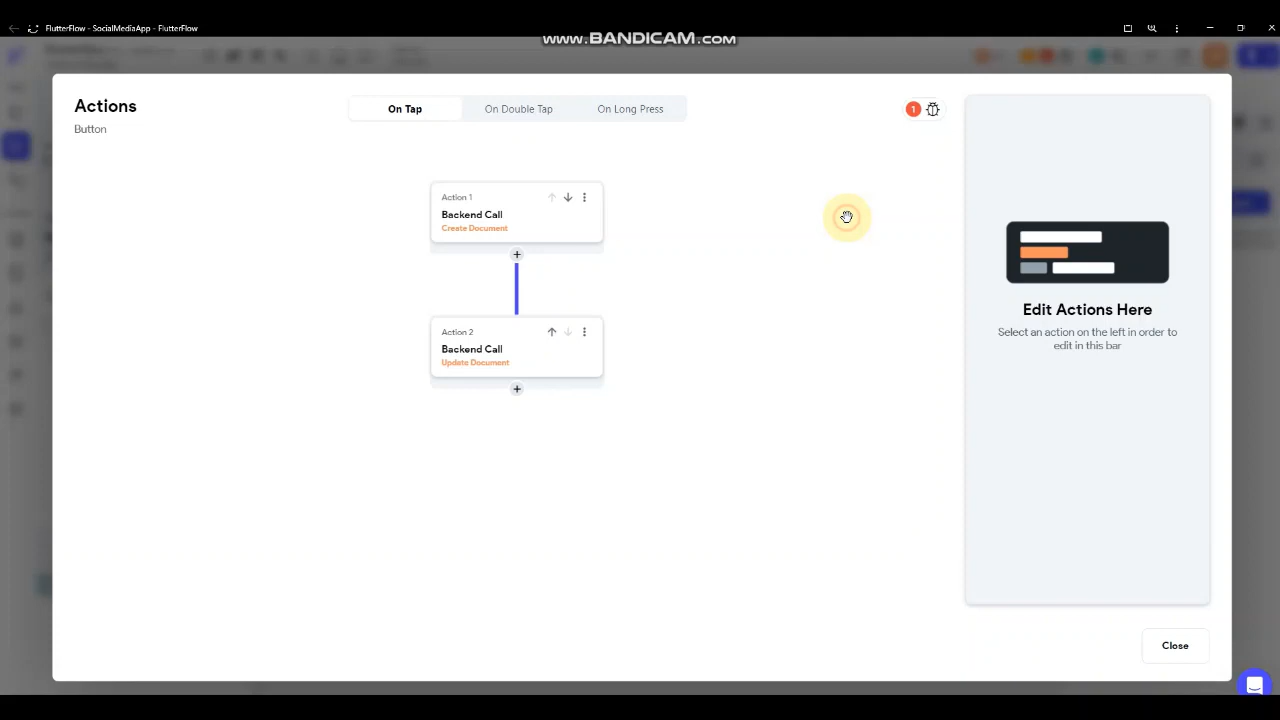 FlutterFlow - SocialMediaApp - FlutterFlow
www.BANDICAM.com
Actions
Button
On Tap
On Double Tap
On Long Press
1
Action 1
Backend Call
Create Document
Action 2
Backend Call
Update Document
Edit Actions Here
Select an action on the left in order to
edit in this bar
Close